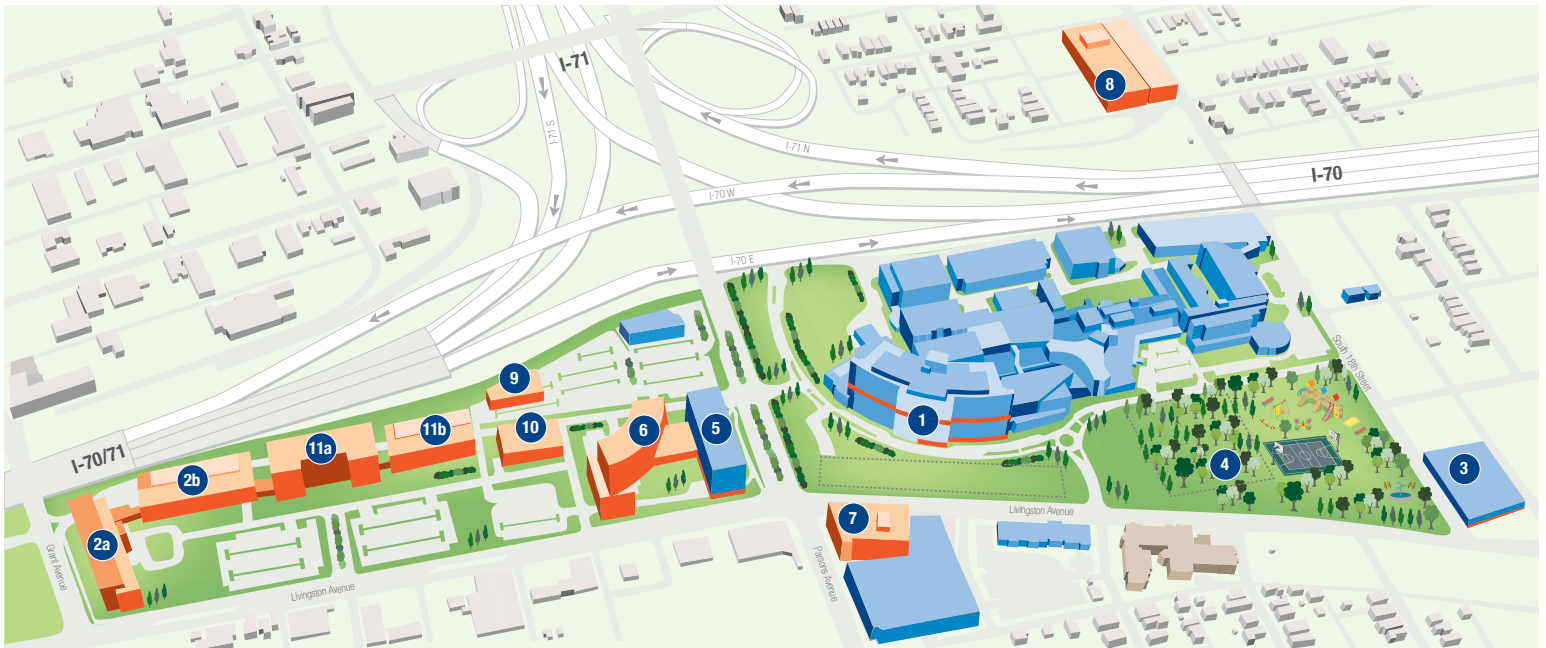 I-71
8
I-71 S
I-71 N
I-70
I-70 W
I-70 E
South 18th Street
9
11b
10
6
5
1
11a
I-70/71
2b
4
3
2a
7
Livingston Avenue
Grant Avenue
Parsons Avenue
Livingston Avenue